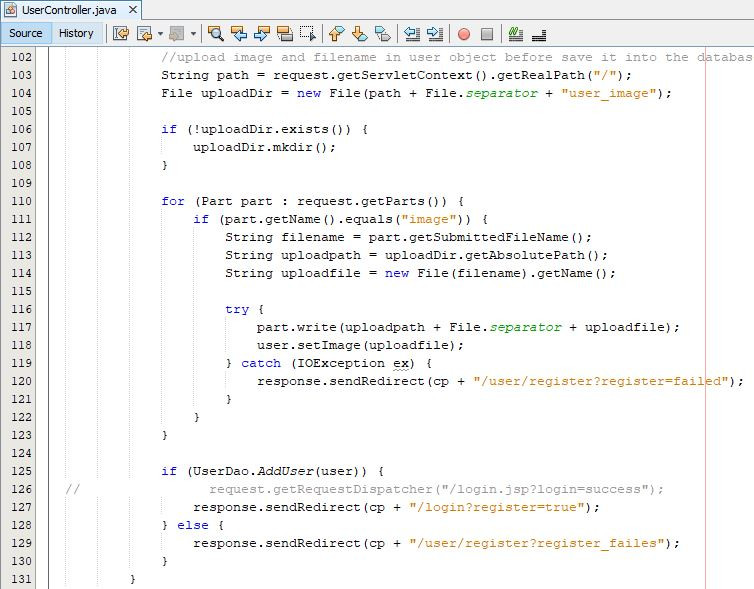 UserController.java
Source History
102 //upload image and filename in user object before save it into the databas
103 String path = request.getServletContext().getRealPath("/");
104 File uploadDir = new File(path + File.separator + "user_image");
105
106 if (!uploadDir.exists()) {
107 uploadDir.mkdir();
108 }
109
110 for (Part part : request.getParts()) {
111 if (part.getName().equals("image")) {
112 String filename = part.getSubmittedFileName();
113 String uploadpath = uploadDir.getAbsolutePath();
114 String uploadfile = new File(filename).getName();
115
116 try {
117 part.write(uploadpath + File.separator + uploadfile);
118 user.setImage(uploadfile);
119 } catch (IOException ex) {
120 response.sendRedirect(cp + "/user/register?register=failed");
121 }
122 }
123 }
124
125 if (UserDao.AddUser(user)) {
126 // request.getRequestDispatcher("/login.jsp?login=success");
127 response.sendRedirect(cp + "/login?register=true");
128 } else {
129 response.sendRedirect(cp + "/user/register?register_failes");
130 }
131 }